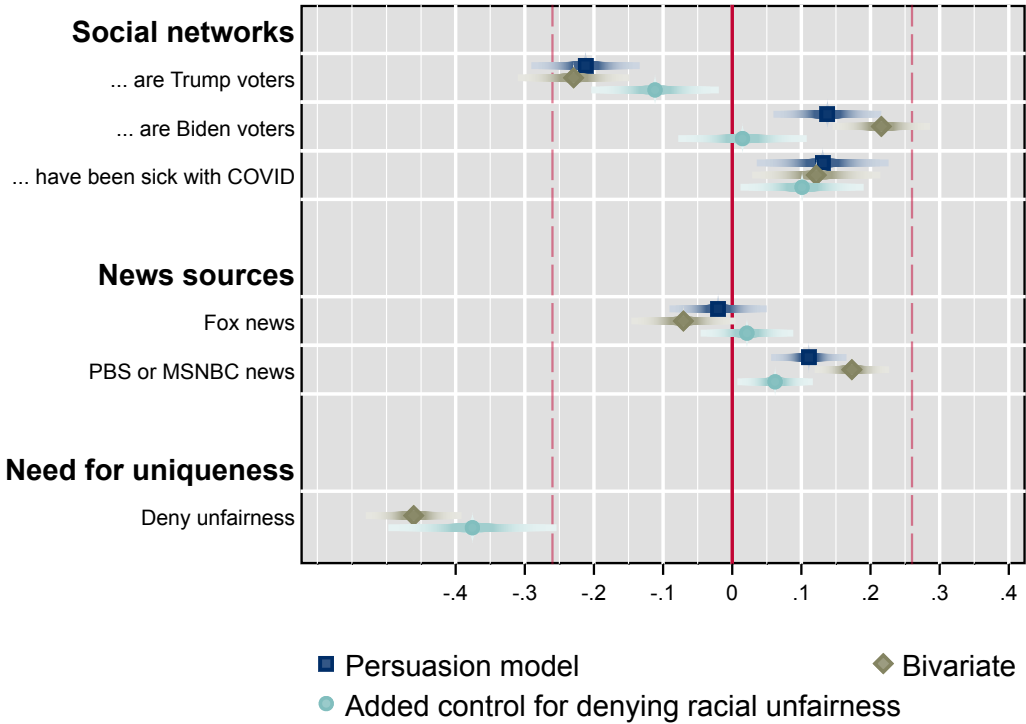 Social networks
... are Trump voters
... are Biden voters
... have been sick with COVID
News sources
Fox news
PBS or MSNBC news
Need for uniqueness
Deny unfairness
-.4 -.3 -.2 -.1 0 .1 .2 .3 .4
Persuasion model Bivariate
Added control for denying racial unfairness